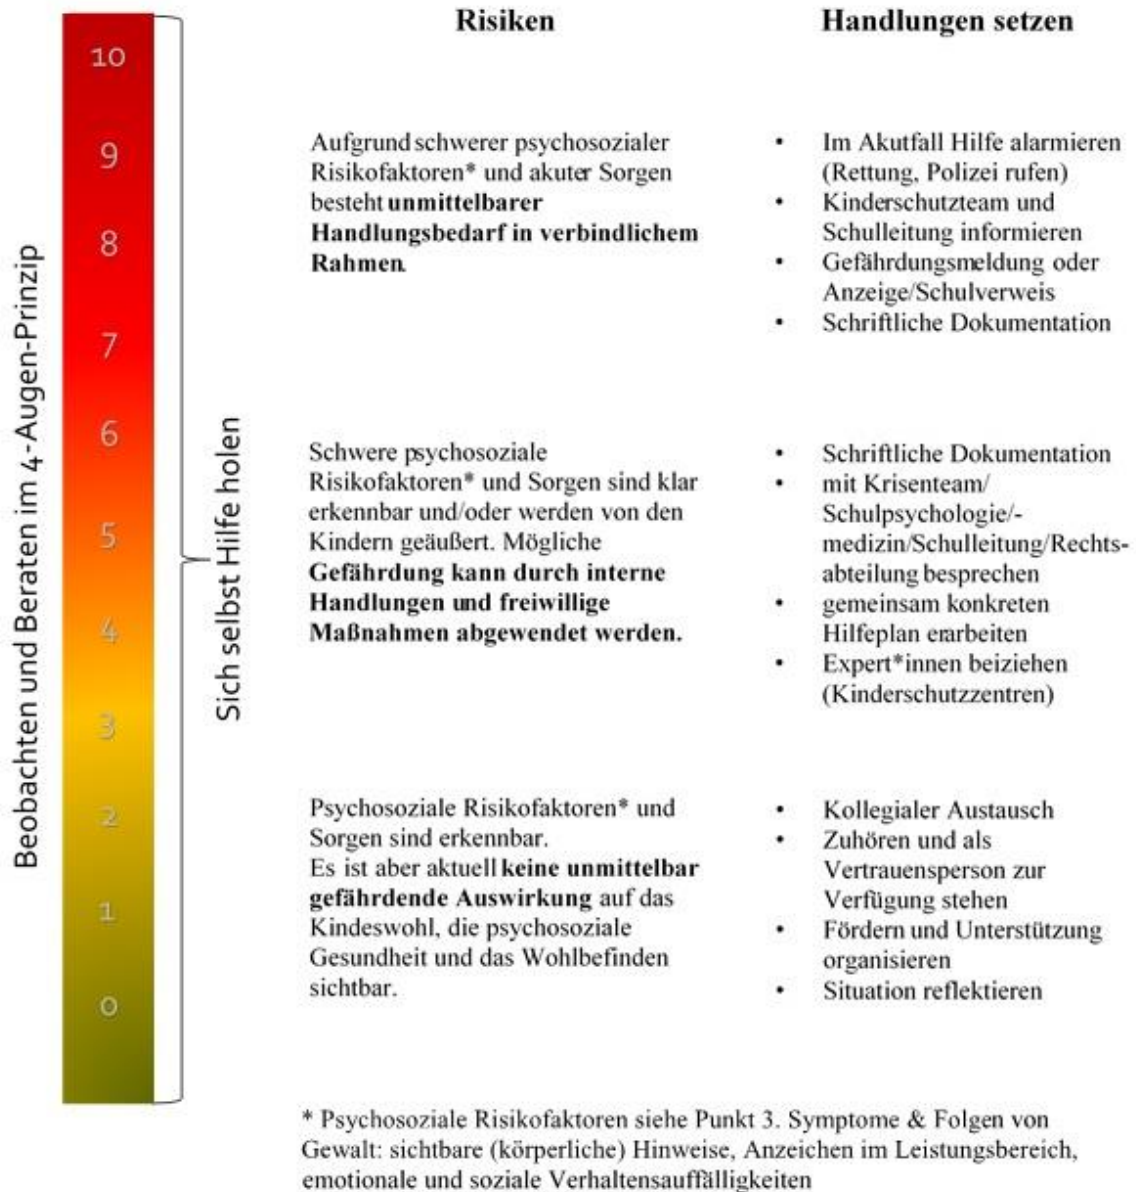 Beobachten und Beraten im 4-Augen-Prinzip
10
9
8
7
6
5
4
3
2
1
0
Sich selbst Hilfe holen
Risiken
Aufgrund schwerer psychosozialer
Risikofaktoren* und akuter Sorgen
besteht unmittelbarer
Handlungsbedarf in verbindlichem
Rahmen.
Schwere psychosoziale
Risikofaktoren* und Sorgen sind klar
erkennbar und/oder werden von den
Kindern geäußert. Mögliche
Gefährdung kann durch interne
Handlungen und freiwillige
Maßnahmen abgewendet werden.
Psychosoziale Risikofaktoren* und
Sorgen sind erkennbar.
Es ist aber aktuell keine unmittelbar
gefährdende Auswirkung auf das
Kindeswohl, die psychosoziale
Gesundheit und das Wohlbefinden
sichtbar.
Handlungen setzen
• Im Akutfall Hilfe alarmieren
(Rettung, Polizei rufen)
• Kinderschutzteam und
Schulleitung informieren
• Gefährdungsmeldung oder
Anzeige/Schulverweis
• Schriftliche Dokumentation
• Schriftliche Dokumentation
• mit Krisenteam/
Schulpsychologie/-
medizin/Schulleitung/Rechts-
abteilung besprechen
• gemeinsam konkreten
Hilfeplan erarbeiten
• Expert*innen beiziehen
(Kinderschutzzentren)
• Kollegialer Austausch
• Zuhören und als
Vertrauensperson zur
Verfügung stehen
• Fördern und Unterstützung
organisieren
• Situation reflektieren
* Psychosoziale Risikofaktoren siehe Punkt 3. Symptome & Folgen von
Gewalt: sichtbare (körperliche) Hinweise, Anzeichen im Leistungsbereich,
emotionale und soziale Verhaltensauffälligkeiten